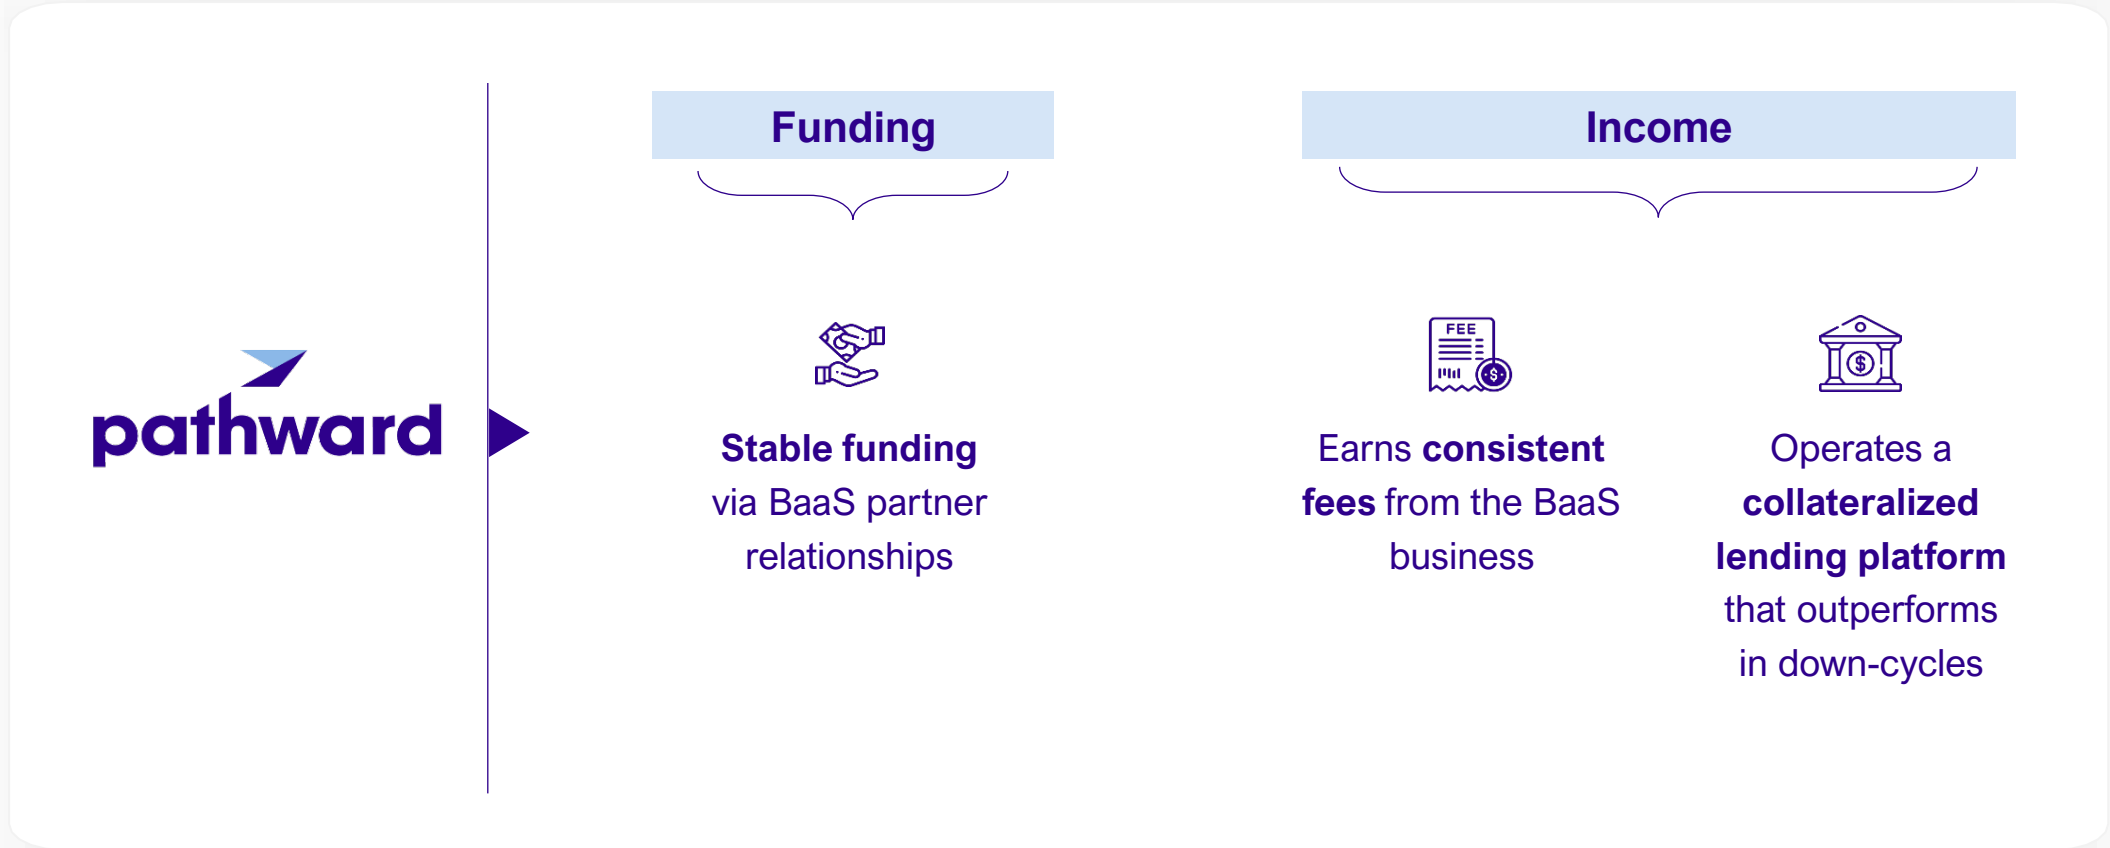 pathward
Funding
Stable funding
via BaaS partner
relationships
Income
FEE
$
Earns consistent
fees from the BaaS
business
$
Operates a
collateralized
lending platform
that outperforms
in down-cycles